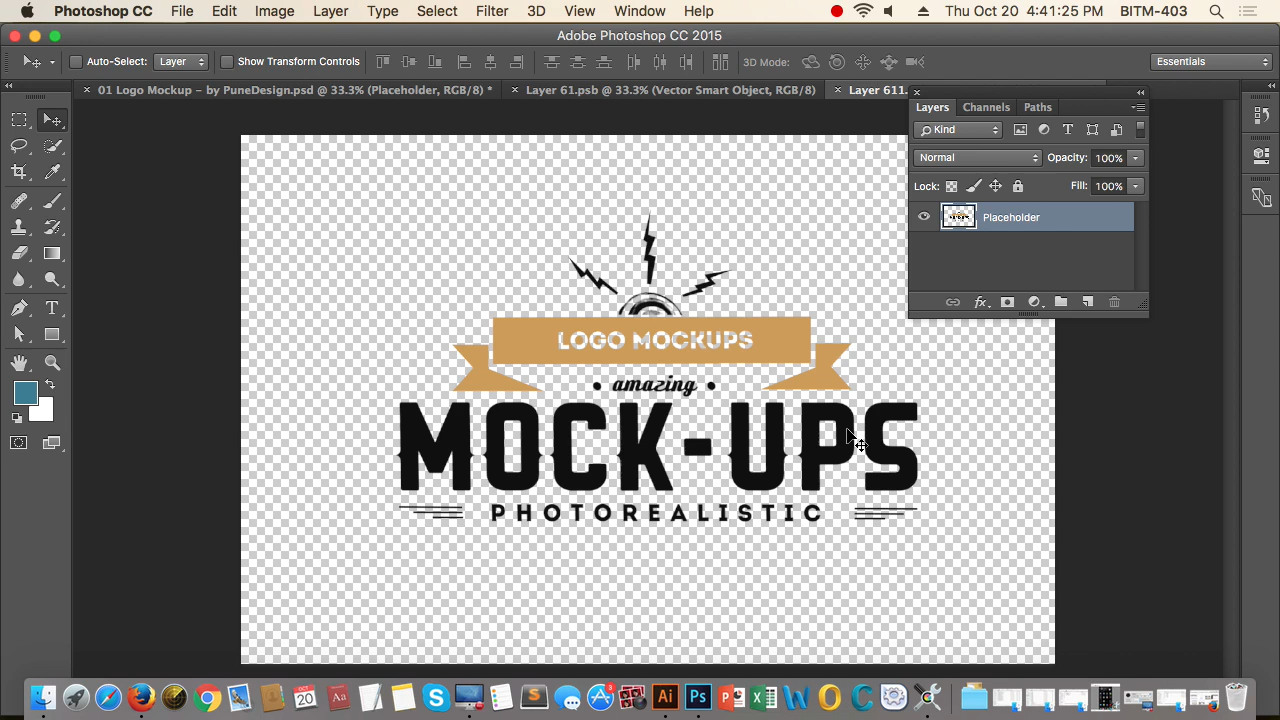 Photoshop CC File Edit Image Layer Type Select Filter 3D View Window Help Thu Oct 20 4:41:25 PM BITM-403
Adobe Photoshop CC 2015
Auto-Select: Layer Show Transform Controls 3D Mode: Essentials
01 Logo Mockup – by PuneDesign.psd @ 33.3% (Placeholder, RGB/8) * Layer 61.psb @ 33.3% (Vector Smart Object, RGB/8) Layer 611.
Layers Channels Paths
Kind
Normal Opacity: 100%
Lock: Fill: 100%
Placeholder
LOGO MOCKUPS
amazing
MOCK-UPS
PHOTOREALISTIC
OCT
20
3
Ai Ps